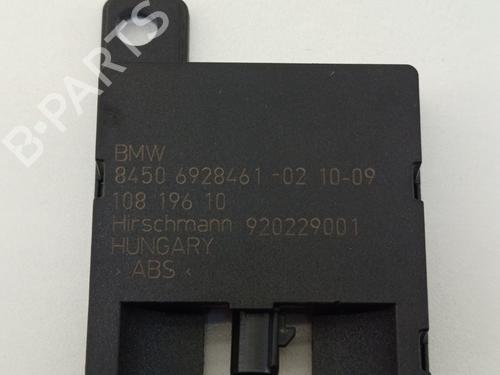 B-PARTS
BMW
8450 6928461-02 10-09
108 196 10
Hirschmann 920229001
HUNGARY
> ABS <